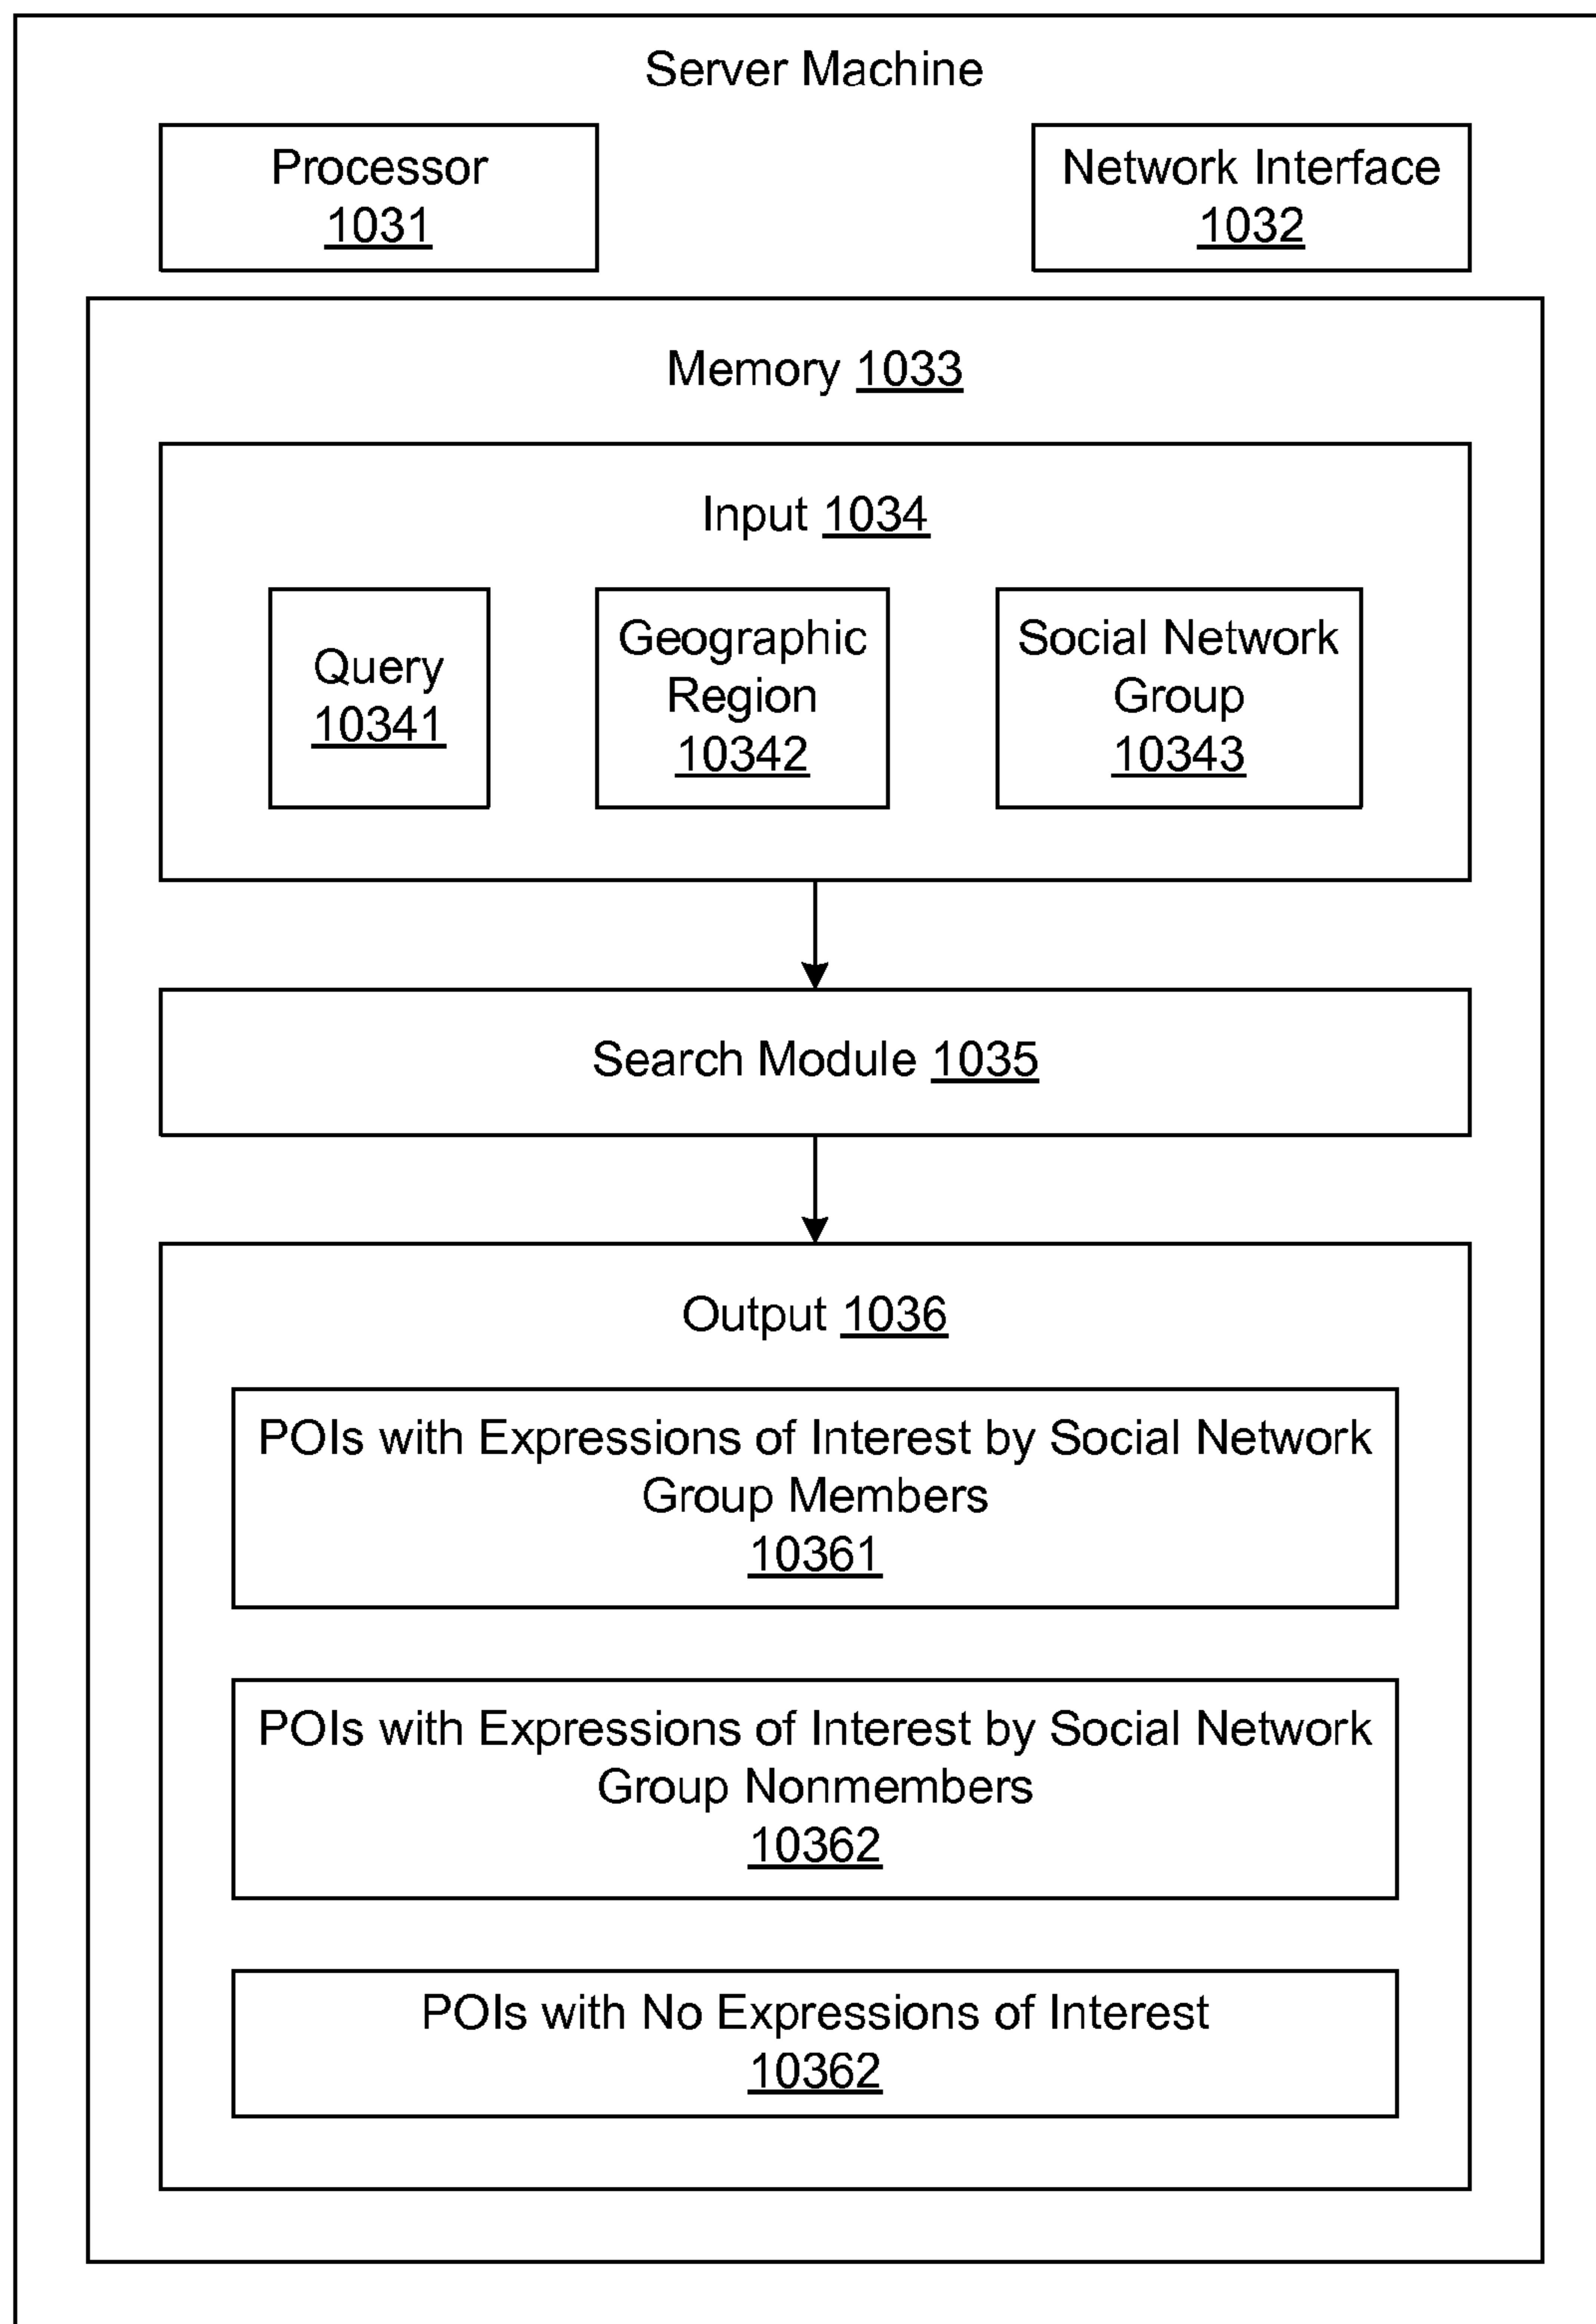 Server Machine
Processor
1031
Network Interface
1032
Memory 1033
Input 1034
Query
10341
Geographic
Region
10342
Social Network
Group
10343
Search Module 1035
Output 1036
POIs with Expressions of Interest by Social Network
Group Members
10361
POIs with Expressions of Interest by Social Network
Group Nonmembers
10362
POIs with No Expressions of Interest
10362